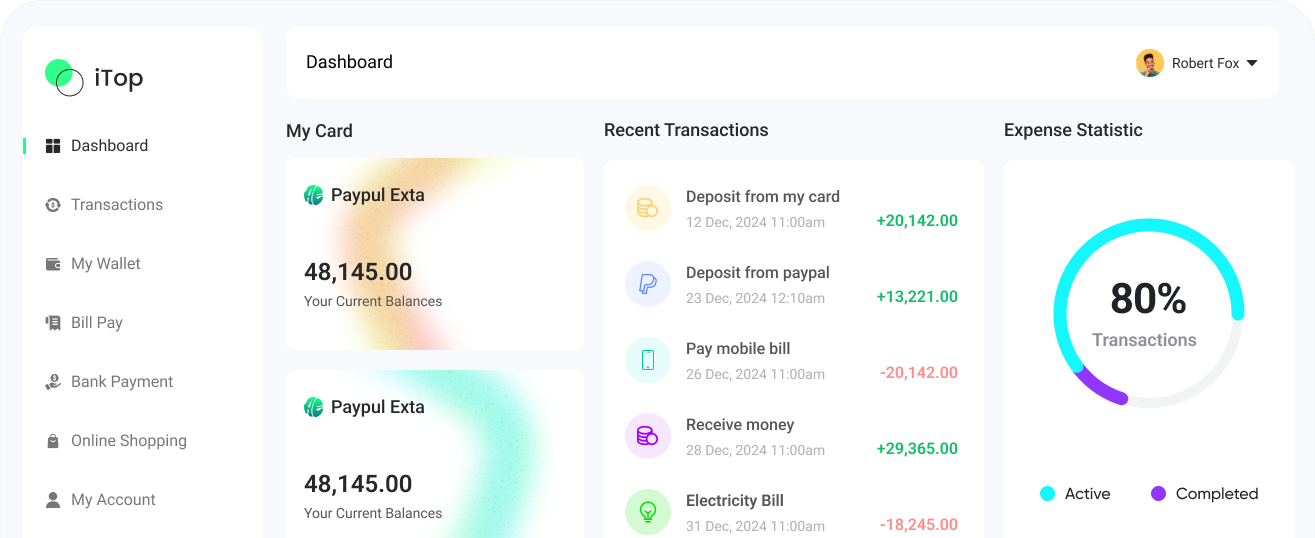 iTop
Dashboard
Transactions
My Wallet
Bill Pay
Bank Payment
Online Shopping
My Account
Dashboard
Robert Fox
My Card
Paypul Exta
48,145.00
Your Current Balances
Paypul Exta
48,145.00
Your Current Balances
Recent Transactions
Deposit from my card
12 Dec, 2024 11:00am
+20,142.00
Deposit from paypal
23 Dec, 2024 12:10am
+13,221.00
Pay mobile bill
26 Dec, 2024 11:00am
-20,142.00
Receive money
28 Dec, 2024 11:00am
+29,365.00
Electricity Bill
31 Dec, 2024 11:00am
-18,245.00
Expense Statistic
80%
Transactions
Active
Completed